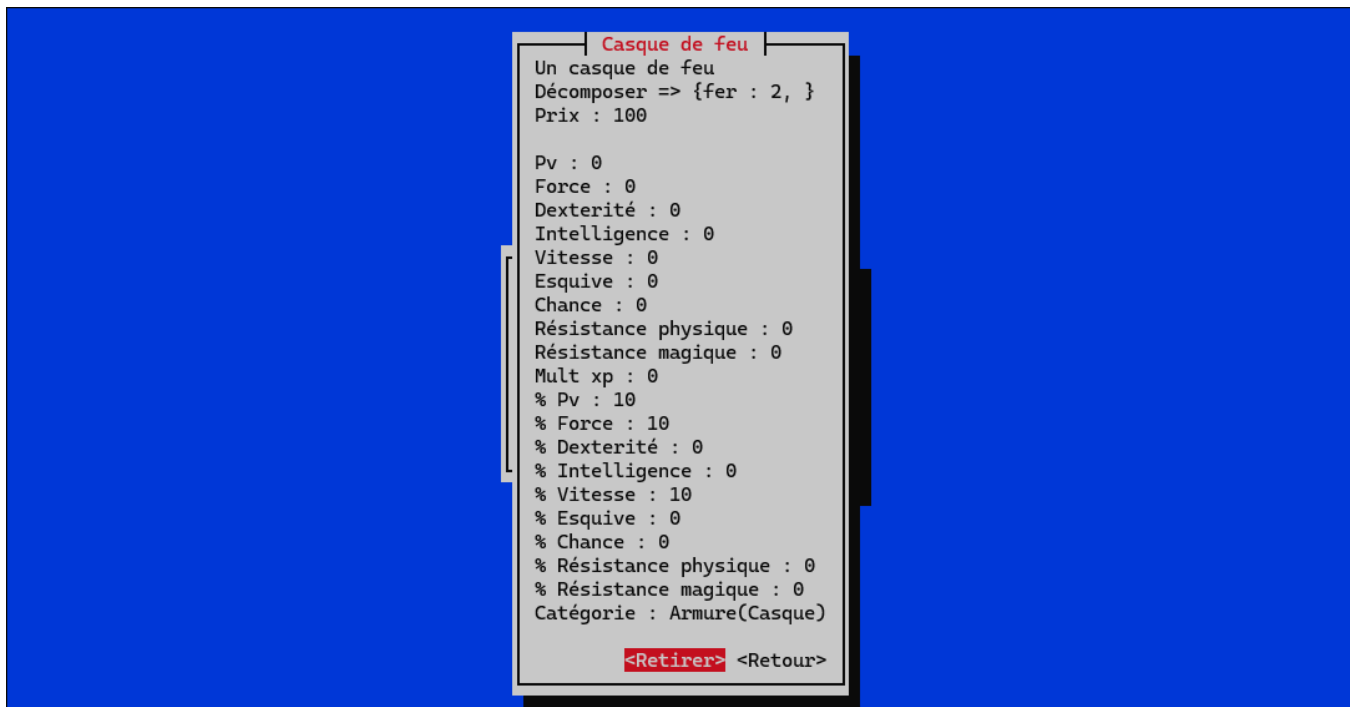 Casque de feu
Un casque de feu
Décomposer => {fer : 2, }
Prix : 100
Pv : 0
Force : 0
Dexterité : 0
Intelligence : 0
Vitesse : 0
Esquive : 0
Chance : 0
Résistance physique : 0
Résistance magique : 0
Mult xp : 0
% Pv : 10
% Force : 10
% Dexterité : 0
% Intelligence : 0
% Vitesse : 10
% Esquive : 0
% Chance : 0
% Résistance physique : 0
% Résistance magique : 0
Catégorie : Armure(Casque)
<Retirer> <Retour>